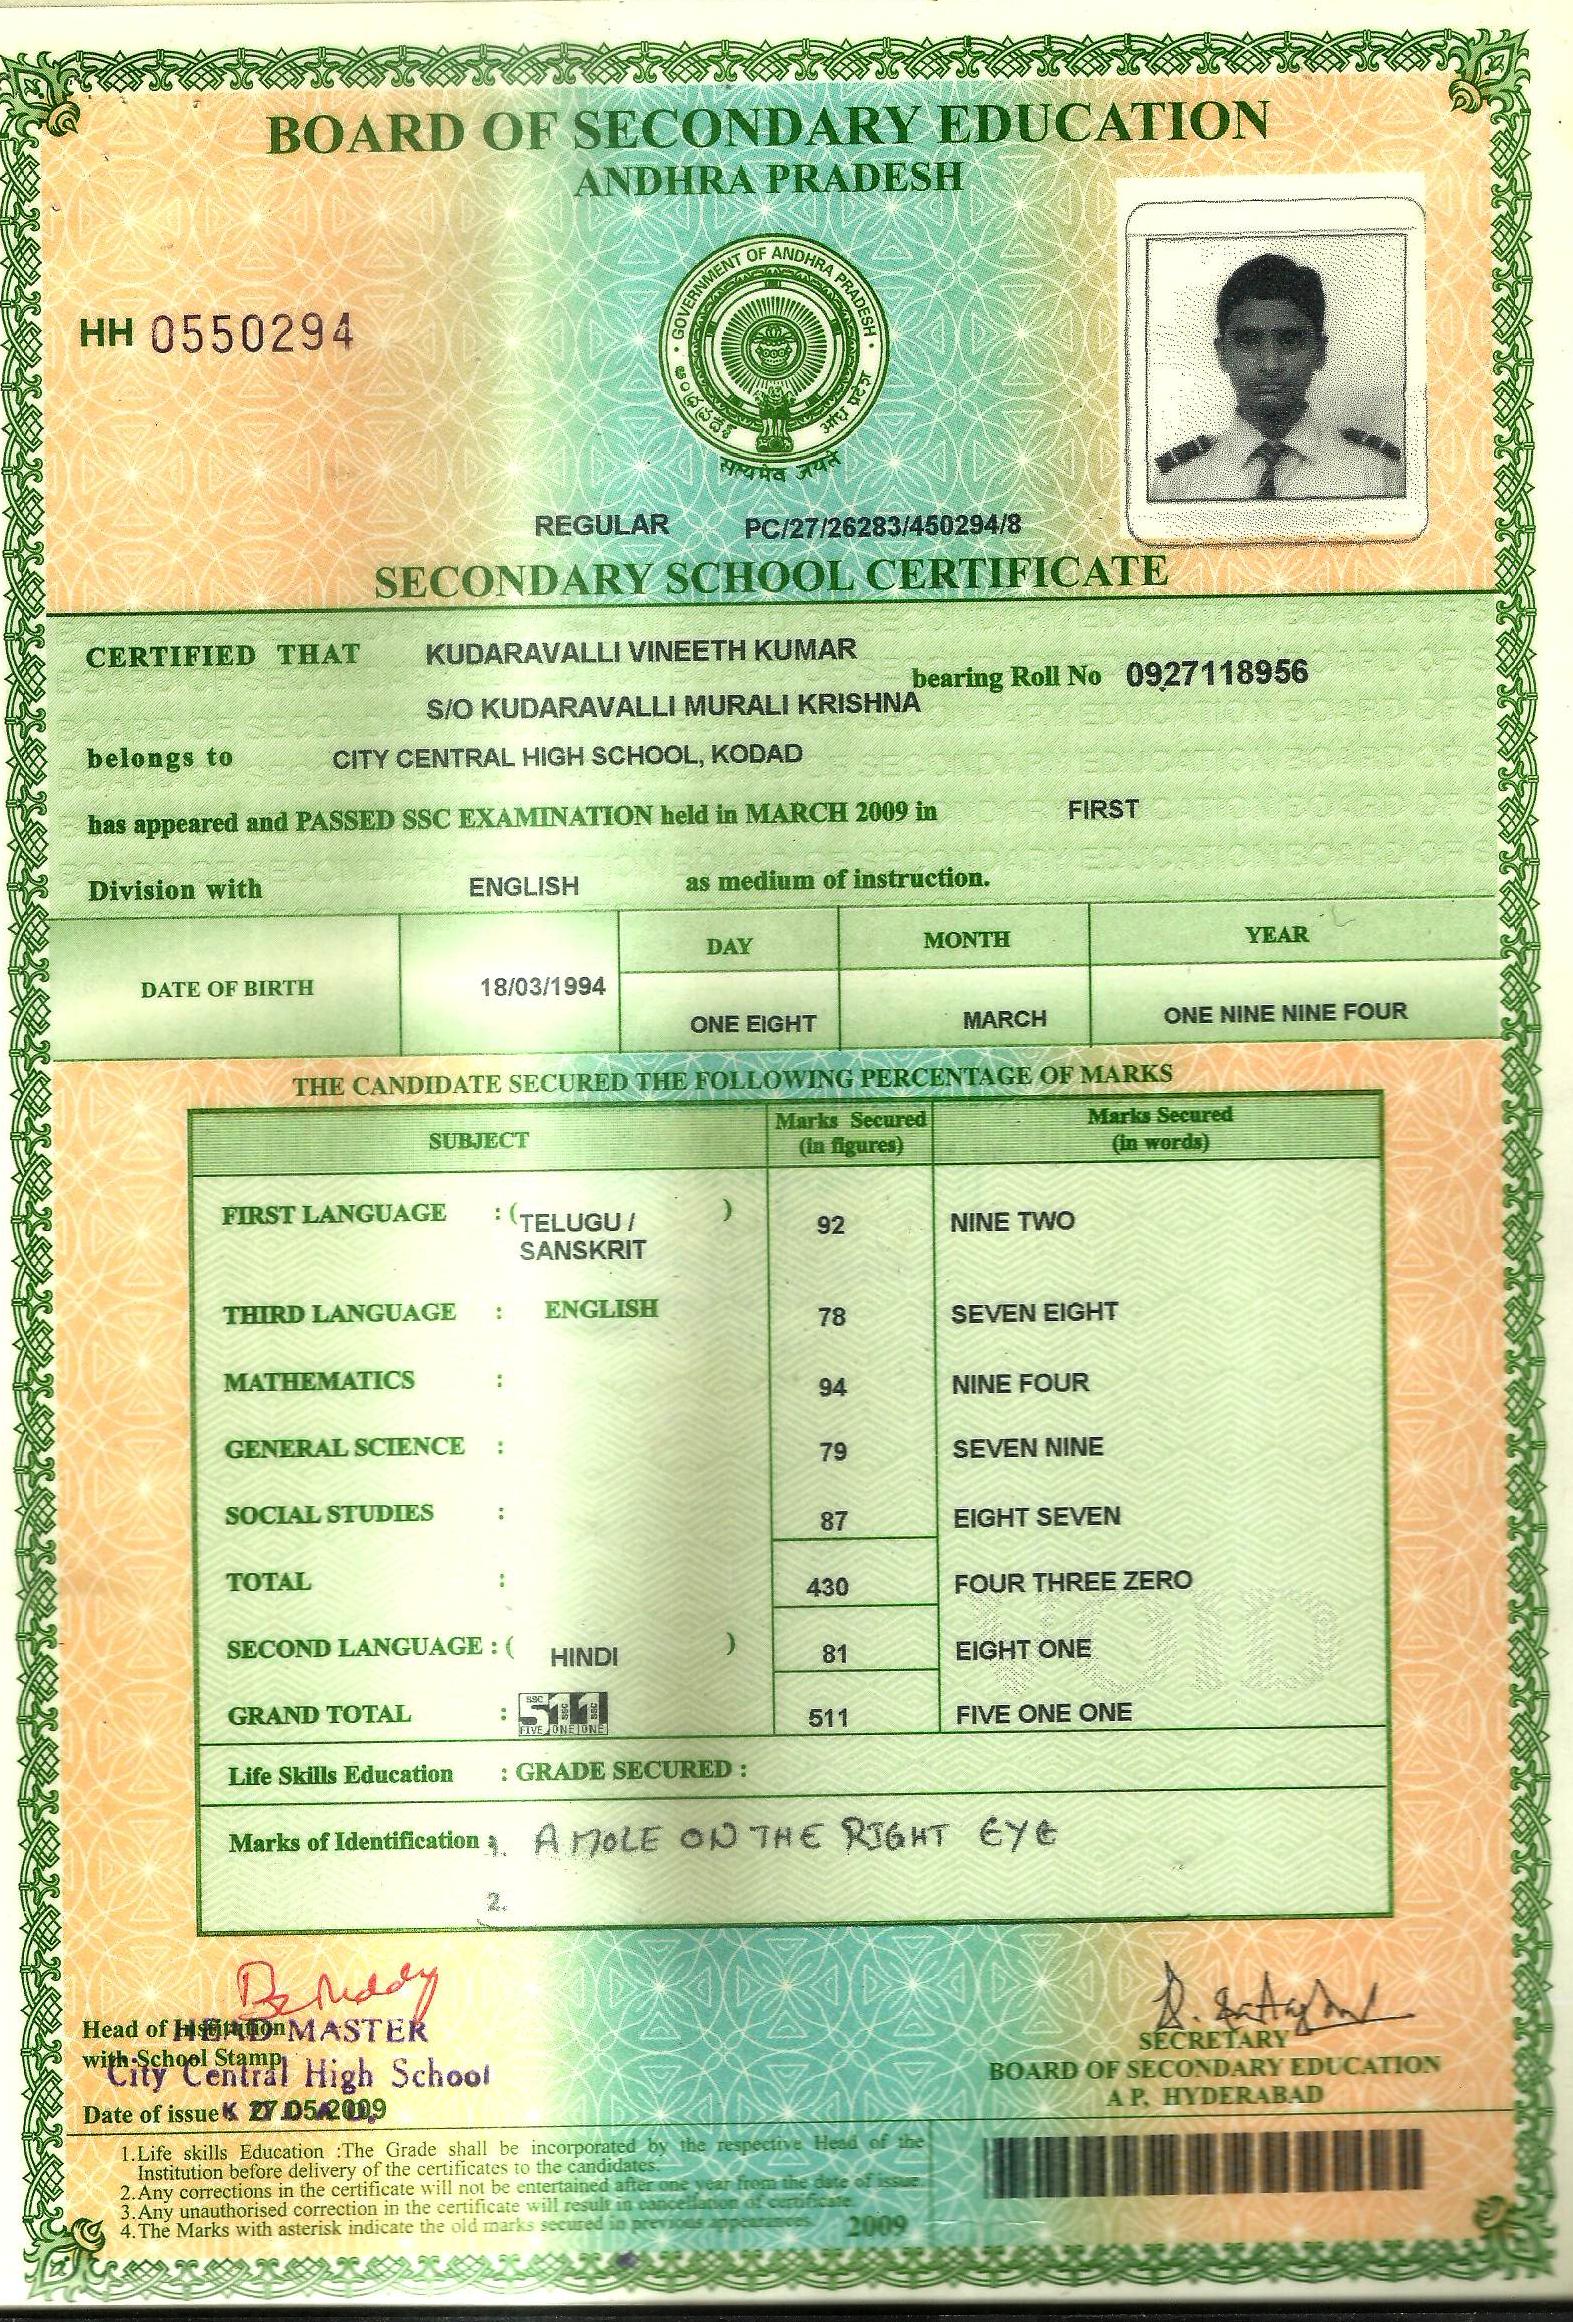 BOARD OF SECONDARY EDUCATION
ANDHRA PRADESH
GOVERNMENT OF ANDHRA PRADESH
HH 0550294
सत्यमेव जयते
REGULAR PC/27/26283/450294/8
SECONDARY SCHOOL CERTIFICATE
CERTIFIED THAT KUDARAVALLI VINEETH KUMAR
bearing Roll No 0927118956
S/O KUDARAVALLI MURALI KRISHNA
belongs to CITY CENTRAL HIGH SCHOOL, KODAD
has appeared and PASSED SSC EXAMINATION held in MARCH 2009 in FIRST
Division with ENGLISH as medium of instruction.
DAY MONTH YEAR
DATE OF BIRTH 18/03/1994
ONE EIGHT MARCH ONE NINE NINE FOUR
THE CANDIDATE SECURED THE FOLLOWING PERCENTAGE OF MARKS
SUBJECT Marks Secured (in figures) Marks Secured (in words)
FIRST LANGUAGE : ( TELUGU / SANSKRIT ) 92 NINE TWO
THIRD LANGUAGE : ENGLISH 78 SEVEN EIGHT
MATHEMATICS : 94 NINE FOUR
GENERAL SCIENCE : 79 SEVEN NINE
SOCIAL STUDIES : 87 EIGHT SEVEN
TOTAL : 430 FOUR THREE ZERO
VOID
SECOND LANGUAGE : ( HINDI ) 81 EIGHT ONE
GRAND TOTAL : SSC 511 FIVE ONE ONE 511 FIVE ONE ONE
Life Skills Education : GRADE SECURED :
Marks of Identification : 1. A MOLE ON THE RIGHT EYE
2.
Head of Institution
with School Stamp
HEAD MASTER
City Central High School
Date of issue 27.05.2009
SECRETARY
BOARD OF SECONDARY EDUCATION
A P, HYDERABAD
1.Life skills Education :The Grade shall be incorporated by the respective Head of the
Institution before delivery of the certificates to the candidates.
2.Any corrections in the certificate will not be entertained after one year from the date of issue.
3.Any unauthorised correction in the certificate will result in cancellation
4.The Marks with asterisk indicate the old marks secured in previous
2009